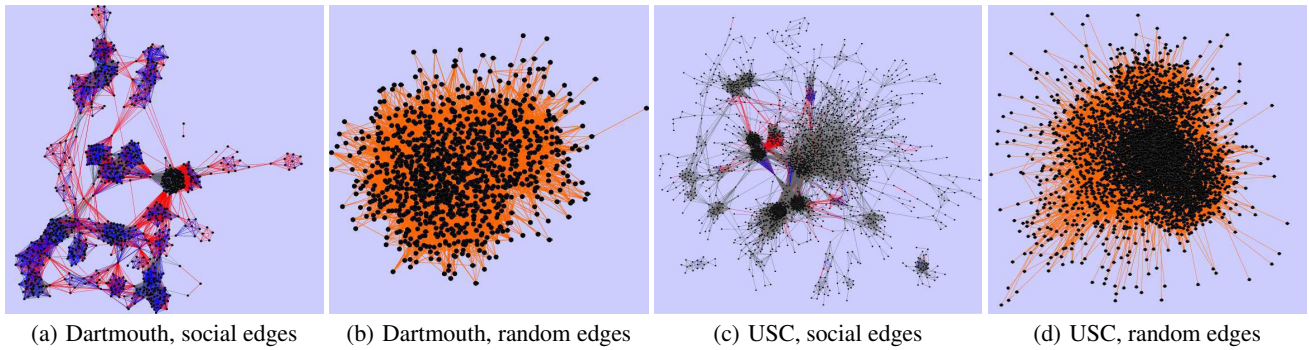 (a) Dartmouth, social edges
(b) Dartmouth, random edges
(c) USC, social edges
(d) USC, random edges